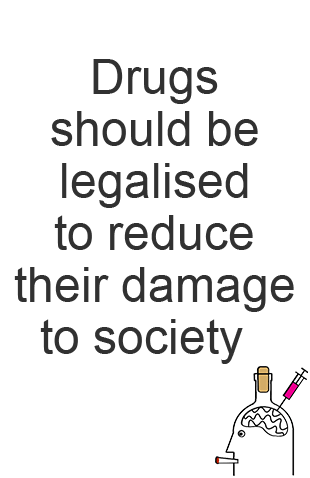 Drugs
should be
legalised
to reduce
their damage
to society